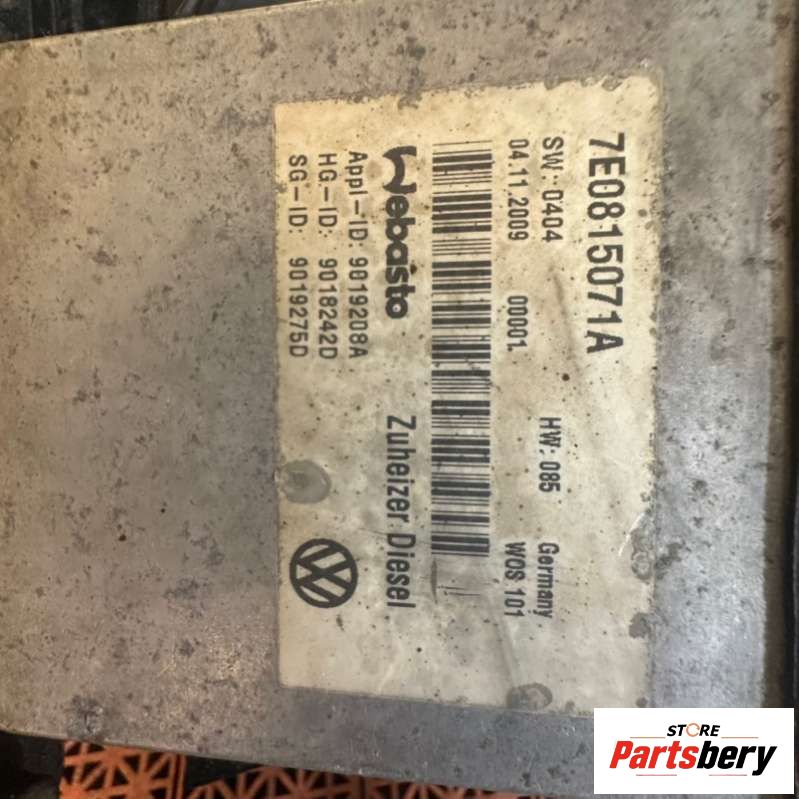 7E0815071A
SW: 0404 HW: 085 Germany
04.11.2009 00001. WOS 101
Webasto Zuheizer Diesel
Appl-ID: 9019208A
HG-ID: 9018242D
SG-ID: 9019275D
STORE
Partsbery